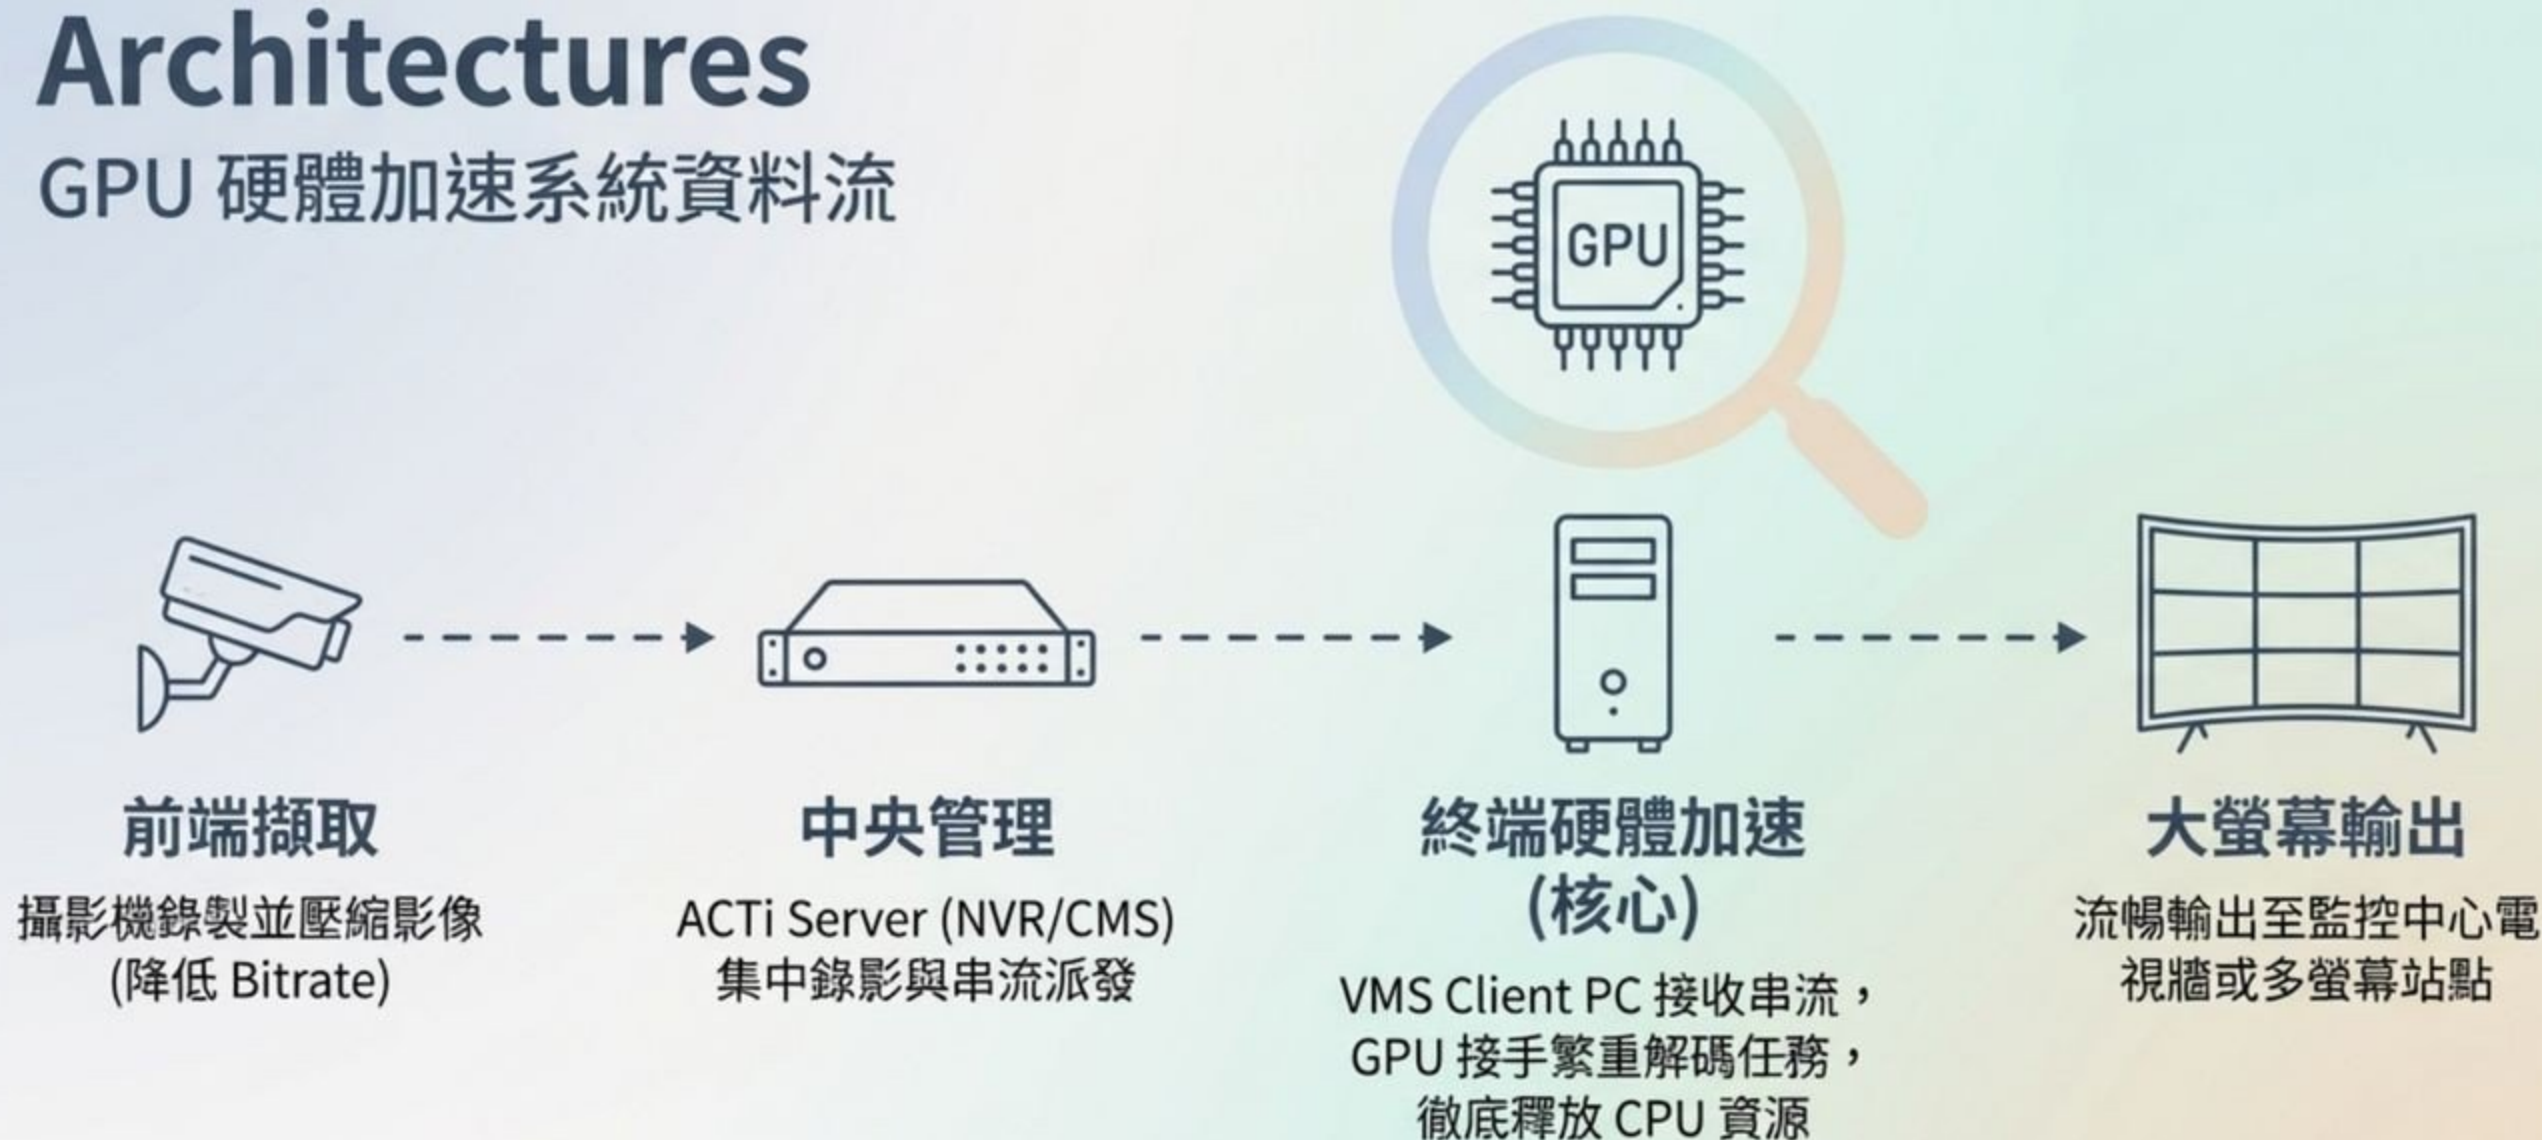 Architectures
GPU 硬體加速系統資料流
GPU
前端擷取
攝影機錄製並壓縮影像
(降低 Bitrate)
中央管理
ACTi Server (NVR/CMS)
集中錄影與串流派發
終端硬體加速
(核心)
VMS Client PC 接收串流，
GPU 接手繁重解碼任務，
徹底釋放 CPU 資源
大螢幕輸出
流暢輸出至監控中心電
視牆或多螢幕站點